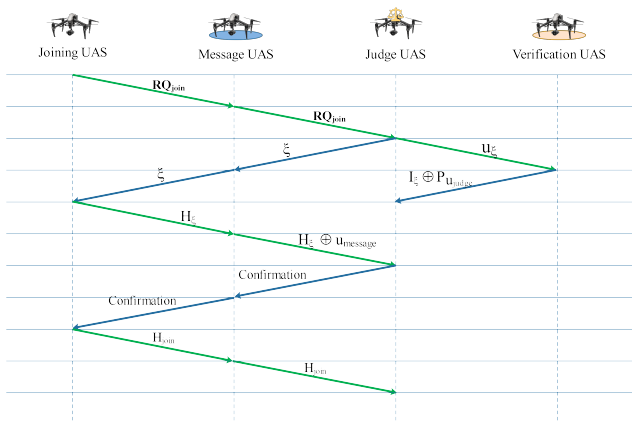 Joining UAS
Message UAS
Judge UAS
Verification UAS
RQjoin
RQjoin
ξ
uξ
ξ
Iξ ⊕ Pujudge
Hξ
Hξ ⊕ umessage
Confirmation
Confirmation
Hjoin
Hjoin